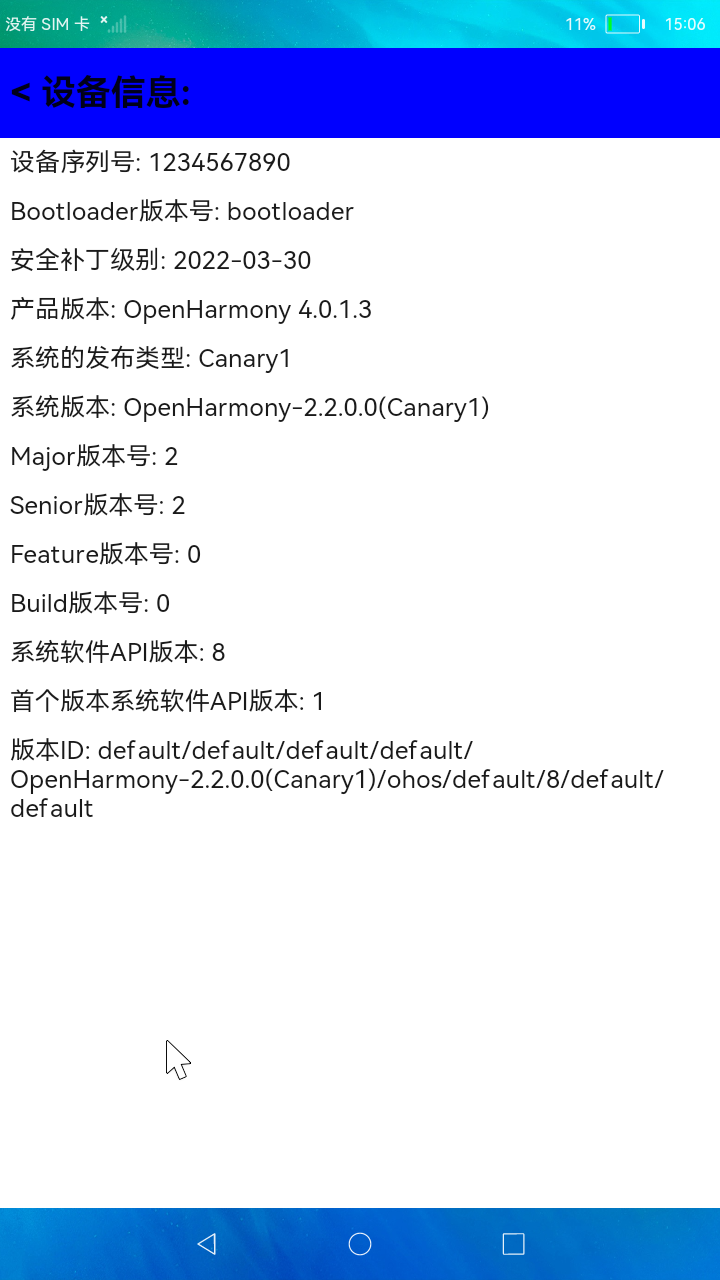 没有 SIM 卡
11%
15:06
< 设备信息:
设备序列号: 1234567890
Bootloader版本号: bootloader
安全补丁级别: 2022-03-30
产品版本: OpenHarmony 4.0.1.3
系统的发布类型: Canary1
系统版本: OpenHarmony-2.2.0.0(Canary1)
Major版本号: 2
Senior版本号: 2
Feature版本号: 0
Build版本号: 0
系统软件API版本: 8
首个版本系统软件API版本: 1
版本ID: default/default/default/default/
OpenHarmony-2.2.0.0(Canary1)/ohos/default/8/default/
default